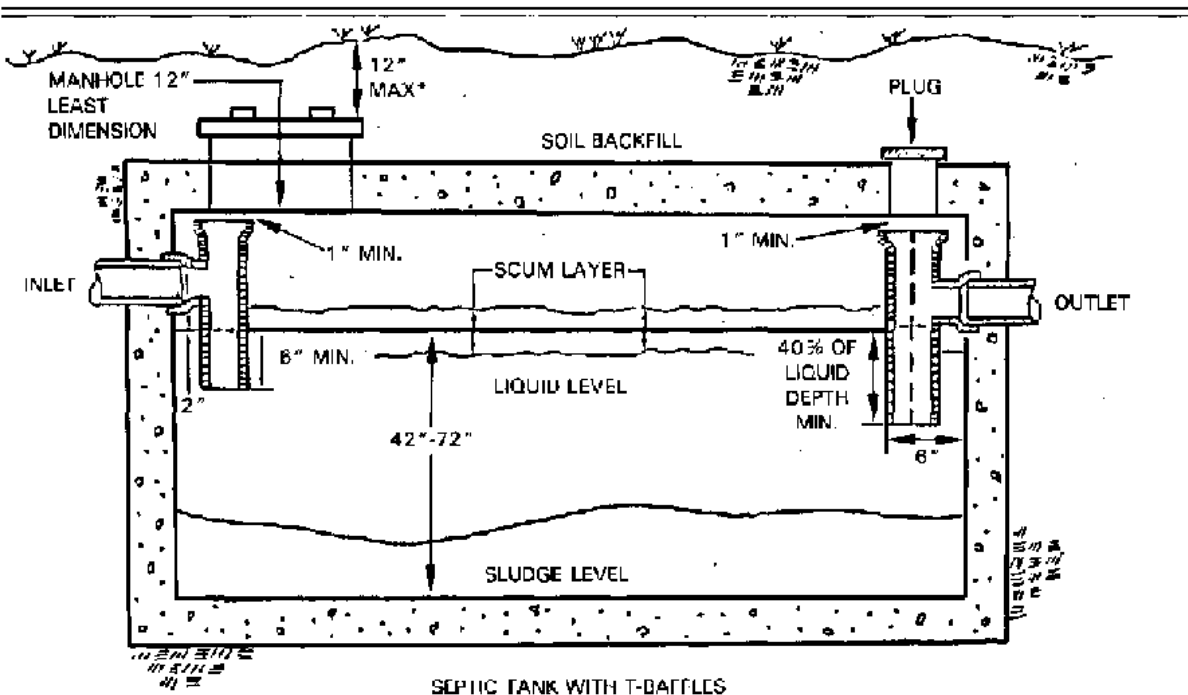 MANHOLE 12"
LEAST
DIMENSION
12"
MAX*
PLUG
SOIL BACKFILL
1" MIN.
1" MIN.
SCUM LAYER
INLET
OUTLET
6" MIN.
40% OF
LIQUID
DEPTH
MIN.
LIQUID LEVEL
2"
42"-72"
6"
SLUDGE LEVEL
SEPTIC TANK WITH T-BAFFLES